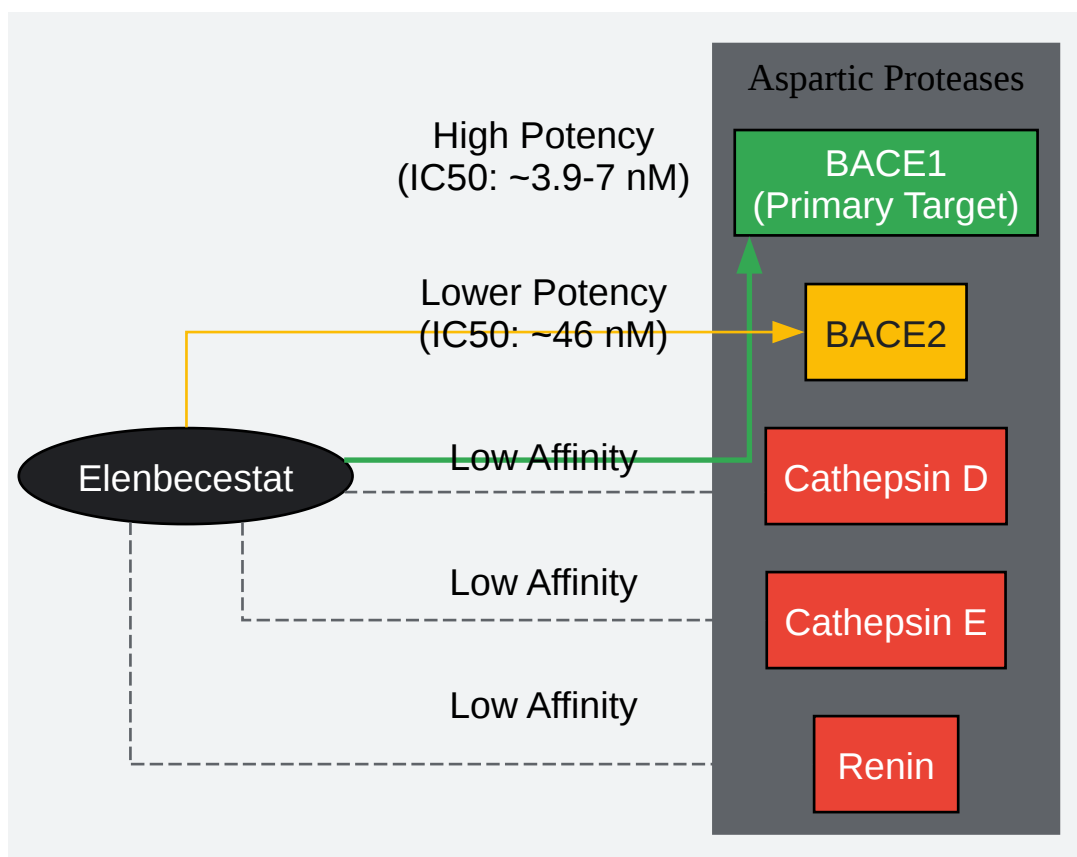 Aspartic Proteases
High Potency
(IC50: ~3.9-7 nM)
BACE1
(Primary Target)
Lower Potency
(IC50: ~46 nM)
BACE2
Elenbecestat
Low Affinity
Cathepsin D
Low Affinity
Cathepsin E
Low Affinity
Renin